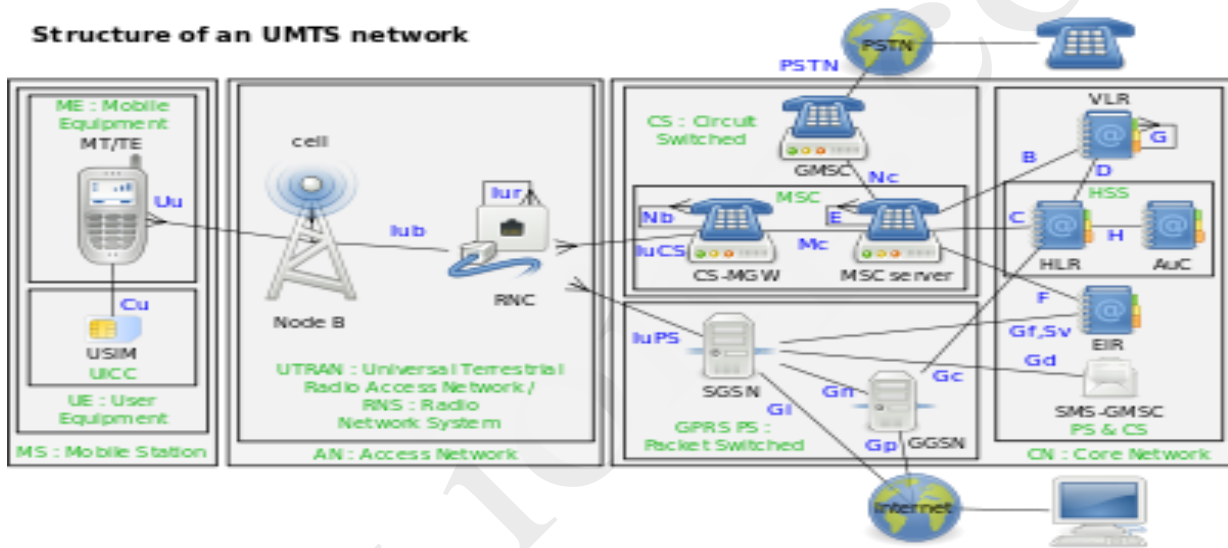 Structure of an UMTS network
ME : Mobile
Equipment
MT/TE
Uu
Cu
USIM
UICC
UE : User
Equipment
MS : Mobile Station
cell
Node B
Iub
Iur
RNC
UTRAN : Universal Terrestrial
Radio Access Network /
RNS : Radio
Network System
AN : Access Network
PSTN
PSTN
CS : Circuit
Switched
GMSC
Nc
MSC
Nb
E
IuCS
Mc
CS-MGW
MSC server
IuPS
SGSN
Gn
Gi
Gp
GGSN
GPRS PS :
Packet Switched
VLR
G
B
D
HSS
C
H
HLR
AuC
F
Gf,Sv
EIR
Gd
Gc
SMS-GMSC
PS & CS
CN : Core Network
Internet